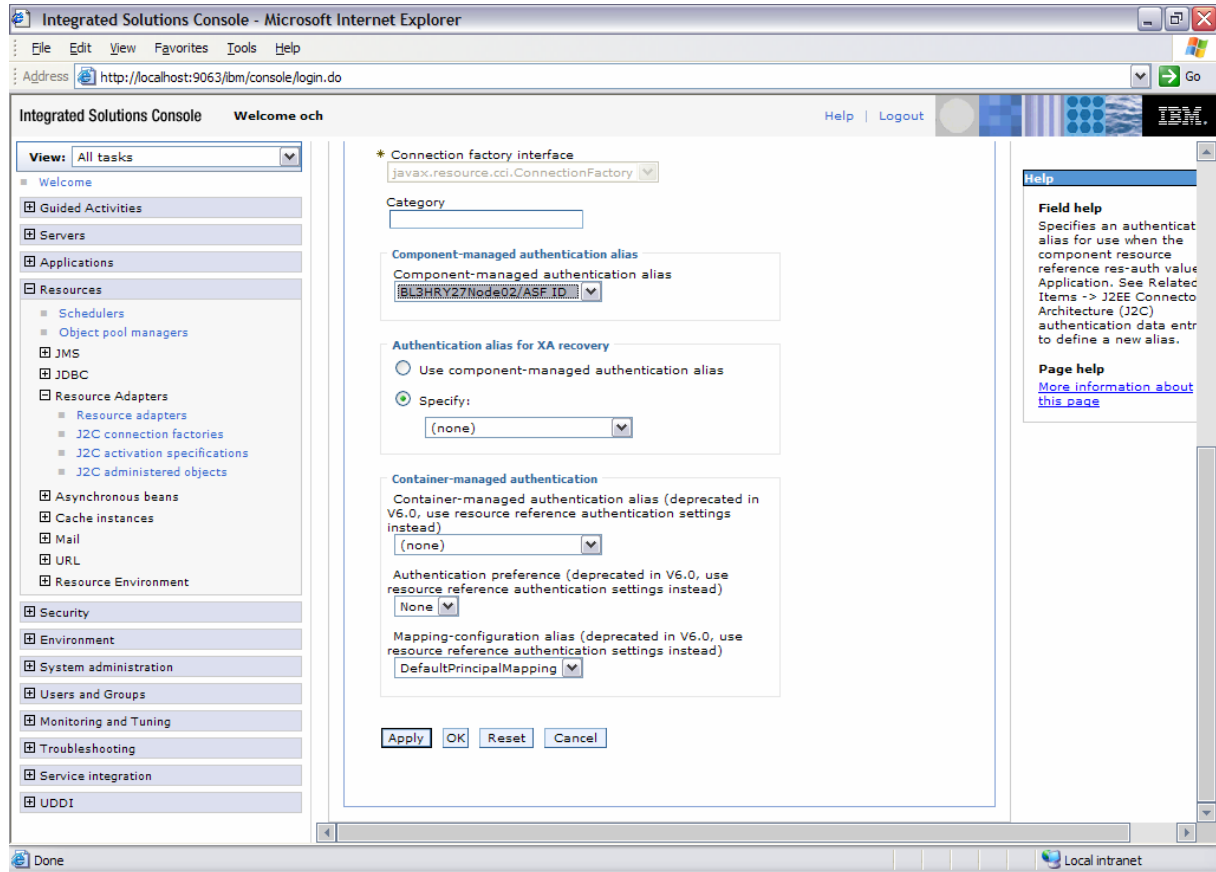 Integrated Solutions Console - Microsoft Internet Explorer
File Edit View Favorites Tools Help
Address http://localhost:9063/ibm/console/login.do Go
Integrated Solutions Console Welcome och Help | Logout IBM.
View: All tasks
Welcome
Guided Activities
Servers
Applications
Resources
Schedulers
Object pool managers
JMS
JDBC
Resource Adapters
Resource adapters
J2C connection factories
J2C activation specifications
J2C administered objects
Asynchronous beans
Cache instances
Mail
URL
Resource Environment
Security
Environment
System administration
Users and Groups
Monitoring and Tuning
Troubleshooting
Service integration
UDDI
* Connection factory interface
javax.resource.cci.ConnectionFactory
Category
Component-managed authentication alias
Component-managed authentication alias
BL3HRY27Node02/ASF ID
Authentication alias for XA recovery
Use component-managed authentication alias
Specify:
(none)
Container-managed authentication
Container-managed authentication alias (deprecated in
V6.0, use resource reference authentication settings
instead)
(none)
Authentication preference (deprecated in V6.0, use
resource reference authentication settings instead)
None
Mapping-configuration alias (deprecated in V6.0, use
resource reference authentication settings instead)
DefaultPrincipalMapping
Apply OK Reset Cancel
Help
Field help
Specifies an authenticat
alias for use when the
component resource
reference res-auth value
Application. See Related
Items -> J2EE Connecto
Architecture (J2C)
authentication data entr
to define a new alias.
Page help
More information about
this page
Done Local intranet